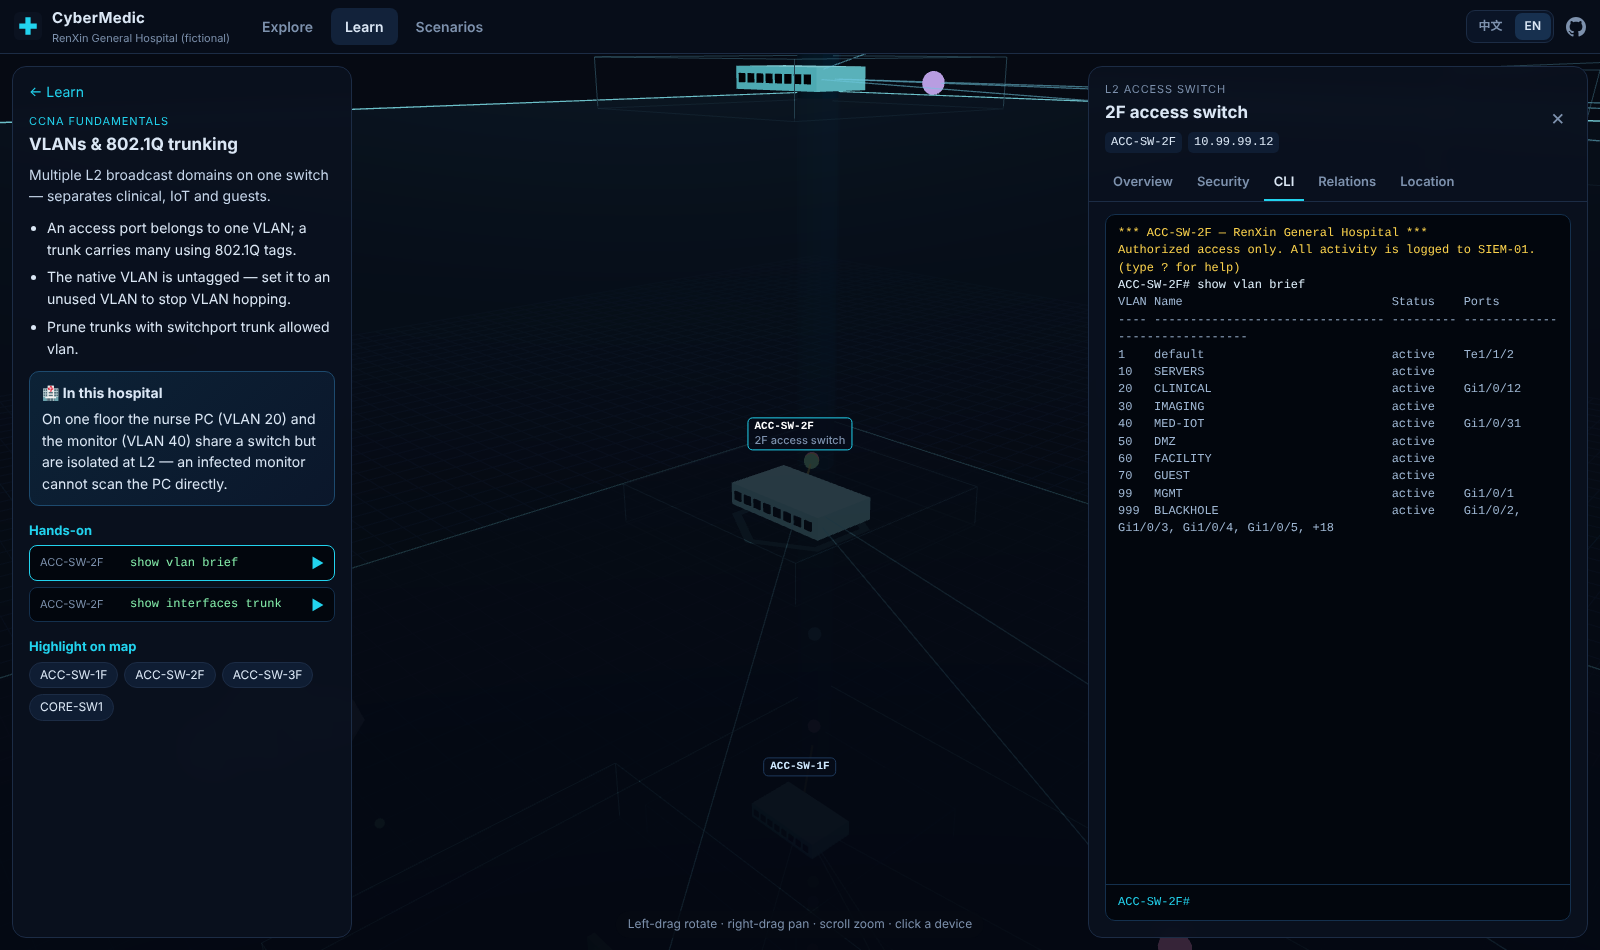 CyberMedic
RenXin General Hospital (fictional)
Explore
Learn
Scenarios
中文
EN
← Learn
CCNA FUNDAMENTALS
VLANs & 802.1Q trunking
Multiple L2 broadcast domains on one switch
— separates clinical, IoT and guests.
• An access port belongs to one VLAN; a
trunk carries many using 802.1Q tags.
• The native VLAN is untagged — set it to an
unused VLAN to stop VLAN hopping.
• Prune trunks with switchport trunk allowed
vlan.
🏥 In this hospital
On one floor the nurse PC (VLAN 20) and
the monitor (VLAN 40) share a switch but
are isolated at L2 — an infected monitor
cannot scan the PC directly.
Hands-on
ACC-SW-2F show vlan brief
ACC-SW-2F show interfaces trunk
Highlight on map
ACC-SW-1F ACC-SW-2F ACC-SW-3F
CORE-SW1
ACC-SW-2F
2F access switch
ACC-SW-1F
Left-drag rotate · right-drag pan · scroll zoom · click a device
L2 ACCESS SWITCH
2F access switch
ACC-SW-2F 10.99.99.12
Overview Security CLI Relations Location
*** ACC-SW-2F — RenXin General Hospital ***
Authorized access only. All activity is logged to SIEM-01.
(type ? for help)
ACC-SW-2F# show vlan brief
VLAN Name Status Ports
---- -------------------------------- --------- -------------
------------------
1 default active Te1/1/2
10 SERVERS active
20 CLINICAL active Gi1/0/12
30 IMAGING active
40 MED-IOT active Gi1/0/31
50 DMZ active
60 FACILITY active
70 GUEST active
99 MGMT active Gi1/0/1
999 BLACKHOLE active Gi1/0/2,
Gi1/0/3, Gi1/0/4, Gi1/0/5, +18
ACC-SW-2F#